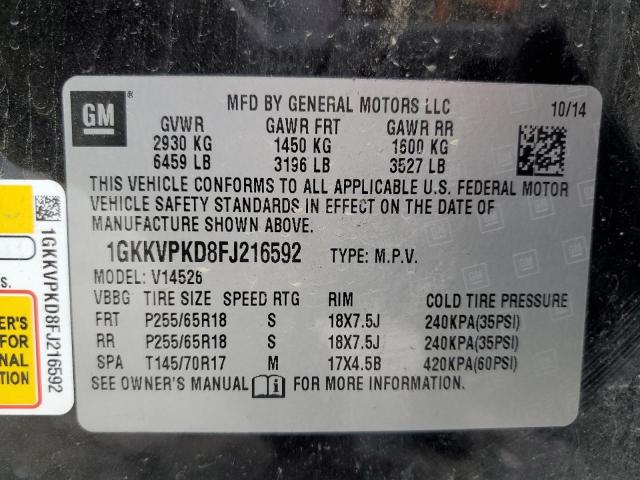 GM ®
MFD BY GENERAL MOTORS LLC 10/14
GVWR GAWR FRT GAWR RR
2930 KG 1450 KG 1600 KG
6459 LB 3196 LB 3527 LB
THIS VEHICLE CONFORMS TO ALL APPLICABLE U.S. FEDERAL MOTOR
VEHICLE SAFETY STANDARDS IN EFFECT ON THE DATE OF
MANUFACTURE SHOWN ABOVE.
1GKKVPKD8FJ216592 TYPE: M.P.V.
MODEL: V14526
VBBG TIRE SIZE SPEED RTG RIM COLD TIRE PRESSURE
FRT P255/65R18 S 18X7.5J 240KPA(35PSI)
RR P255/65R18 S 18X7.5J 240KPA(35PSI)
SPA T145/70R17 M 17X4.5B 420KPA(60PSI)
SEE OWNER'S MANUAL FOR MORE INFORMATION.
1GKKVPKD8FJ216592
ER'S
FOR
NAL
TION